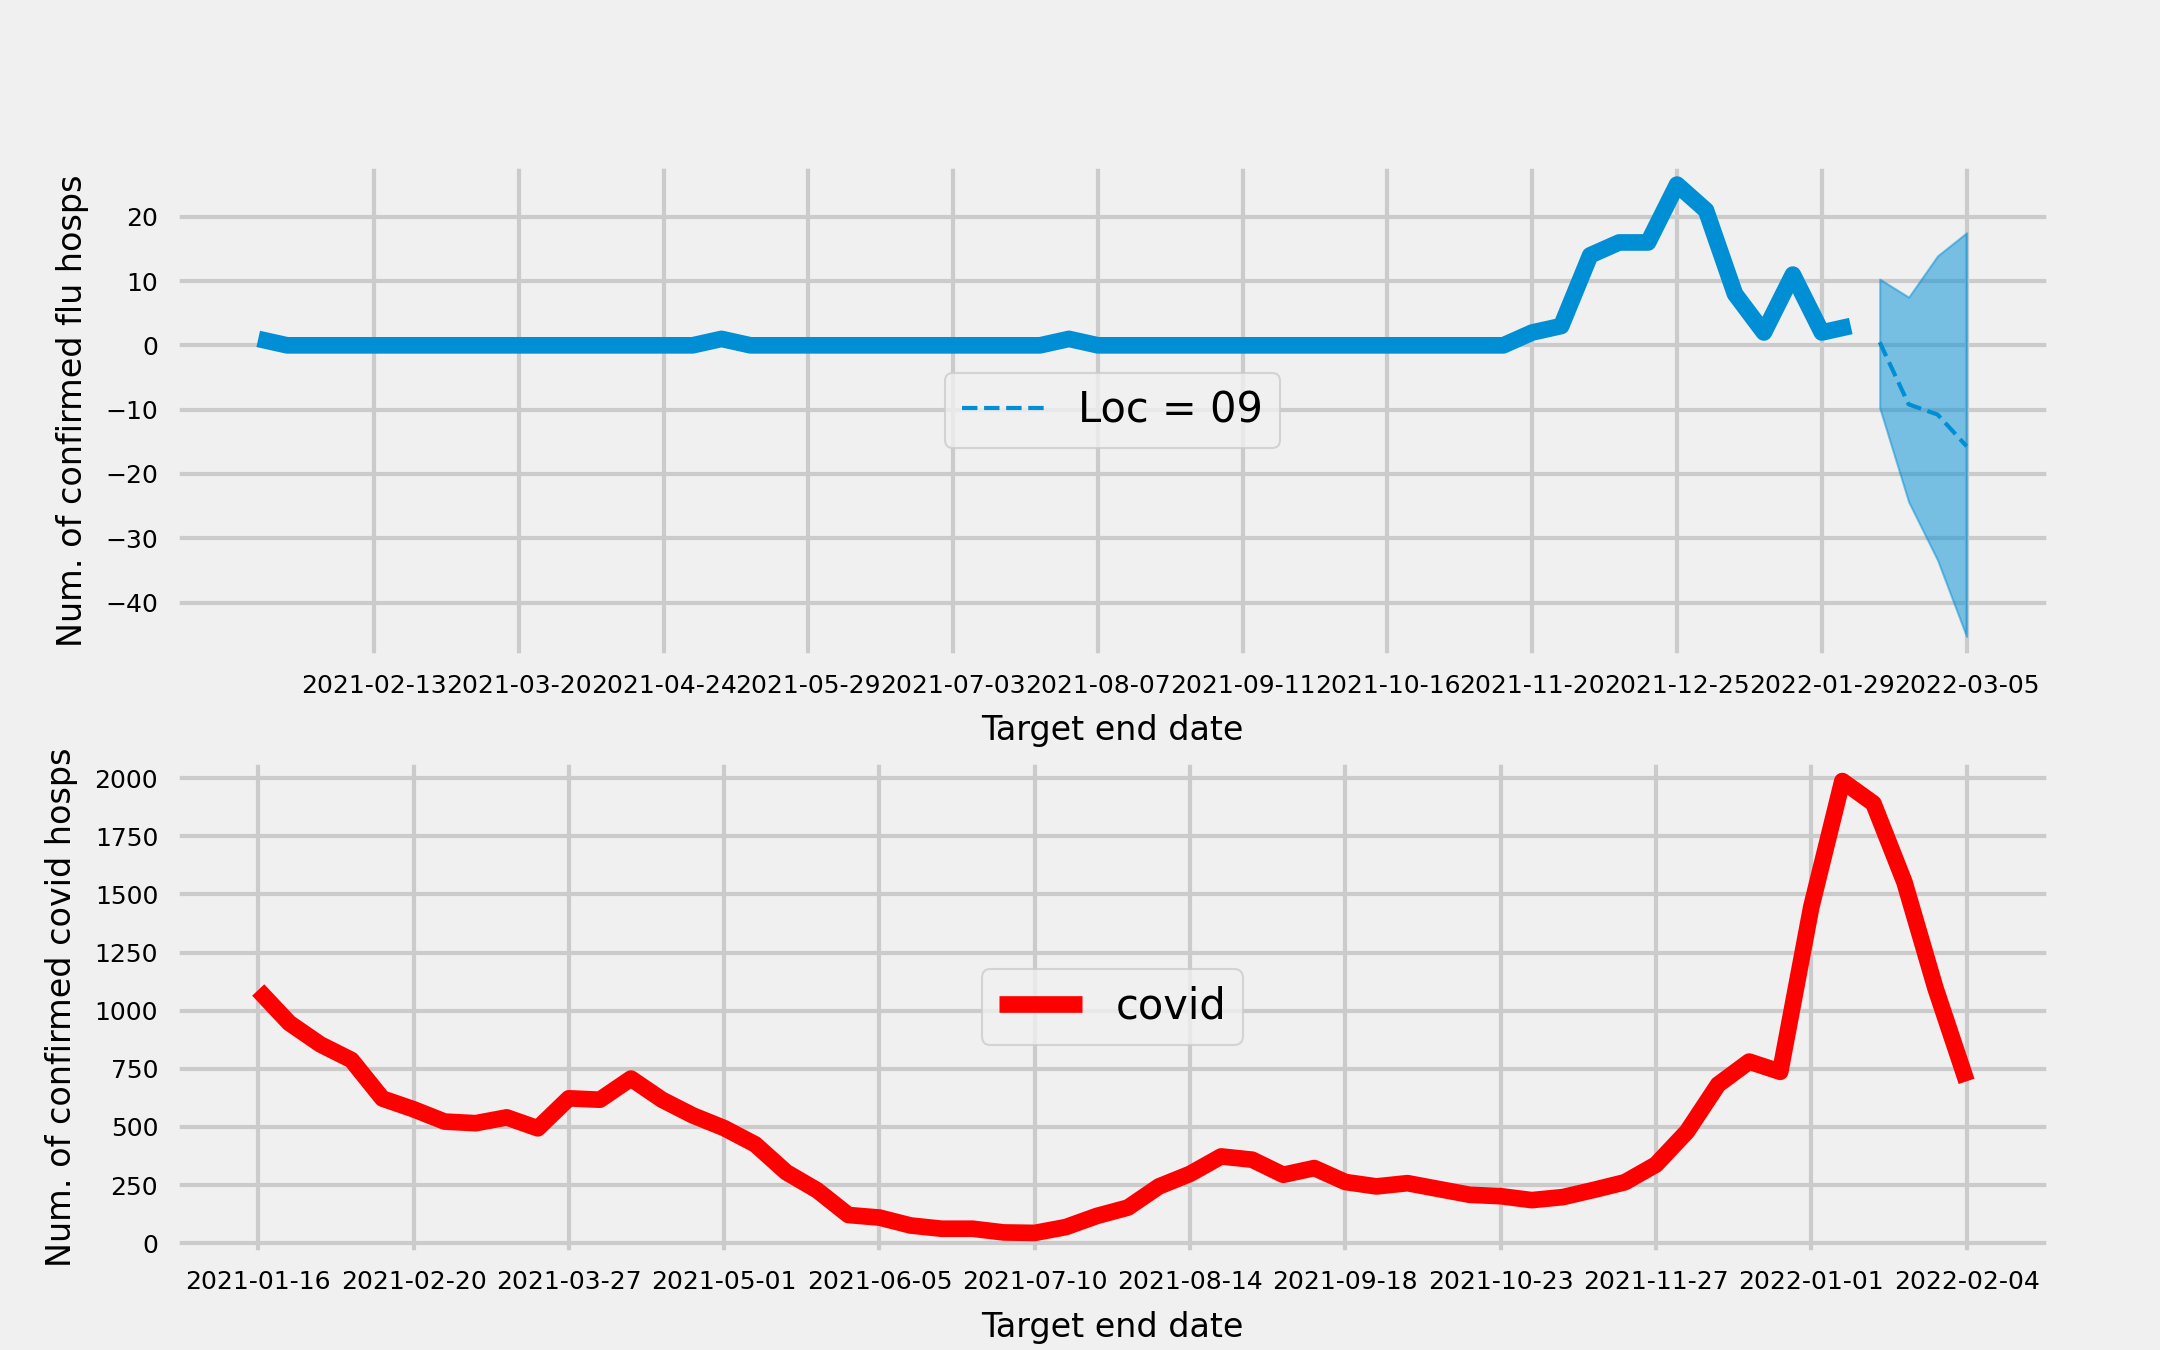 Num. of confirmed flu hosps
20
10
0
−10
−20
−30
−40
Loc = 09
2021-02-13 2021-03-20 2021-04-24 2021-05-29 2021-07-03 2021-08-07 2021-09-11 2021-10-16 2021-11-20 2021-12-25 2022-01-29 2022-03-05
Target end date
Num. of confirmed covid hosps
2000
1750
1500
1250
1000
750
500
250
0
covid
2021-01-16 2021-02-20 2021-03-27 2021-05-01 2021-06-05 2021-07-10 2021-08-14 2021-09-18 2021-10-23 2021-11-27 2022-01-01 2022-02-04
Target end date